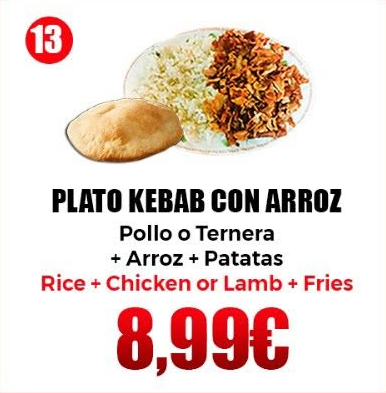 13
PLATO KEBAB CON ARROZ
Pollo o Ternera
+ Arroz + Patatas
Rice + Chicken or Lamb + Fries
8,99€